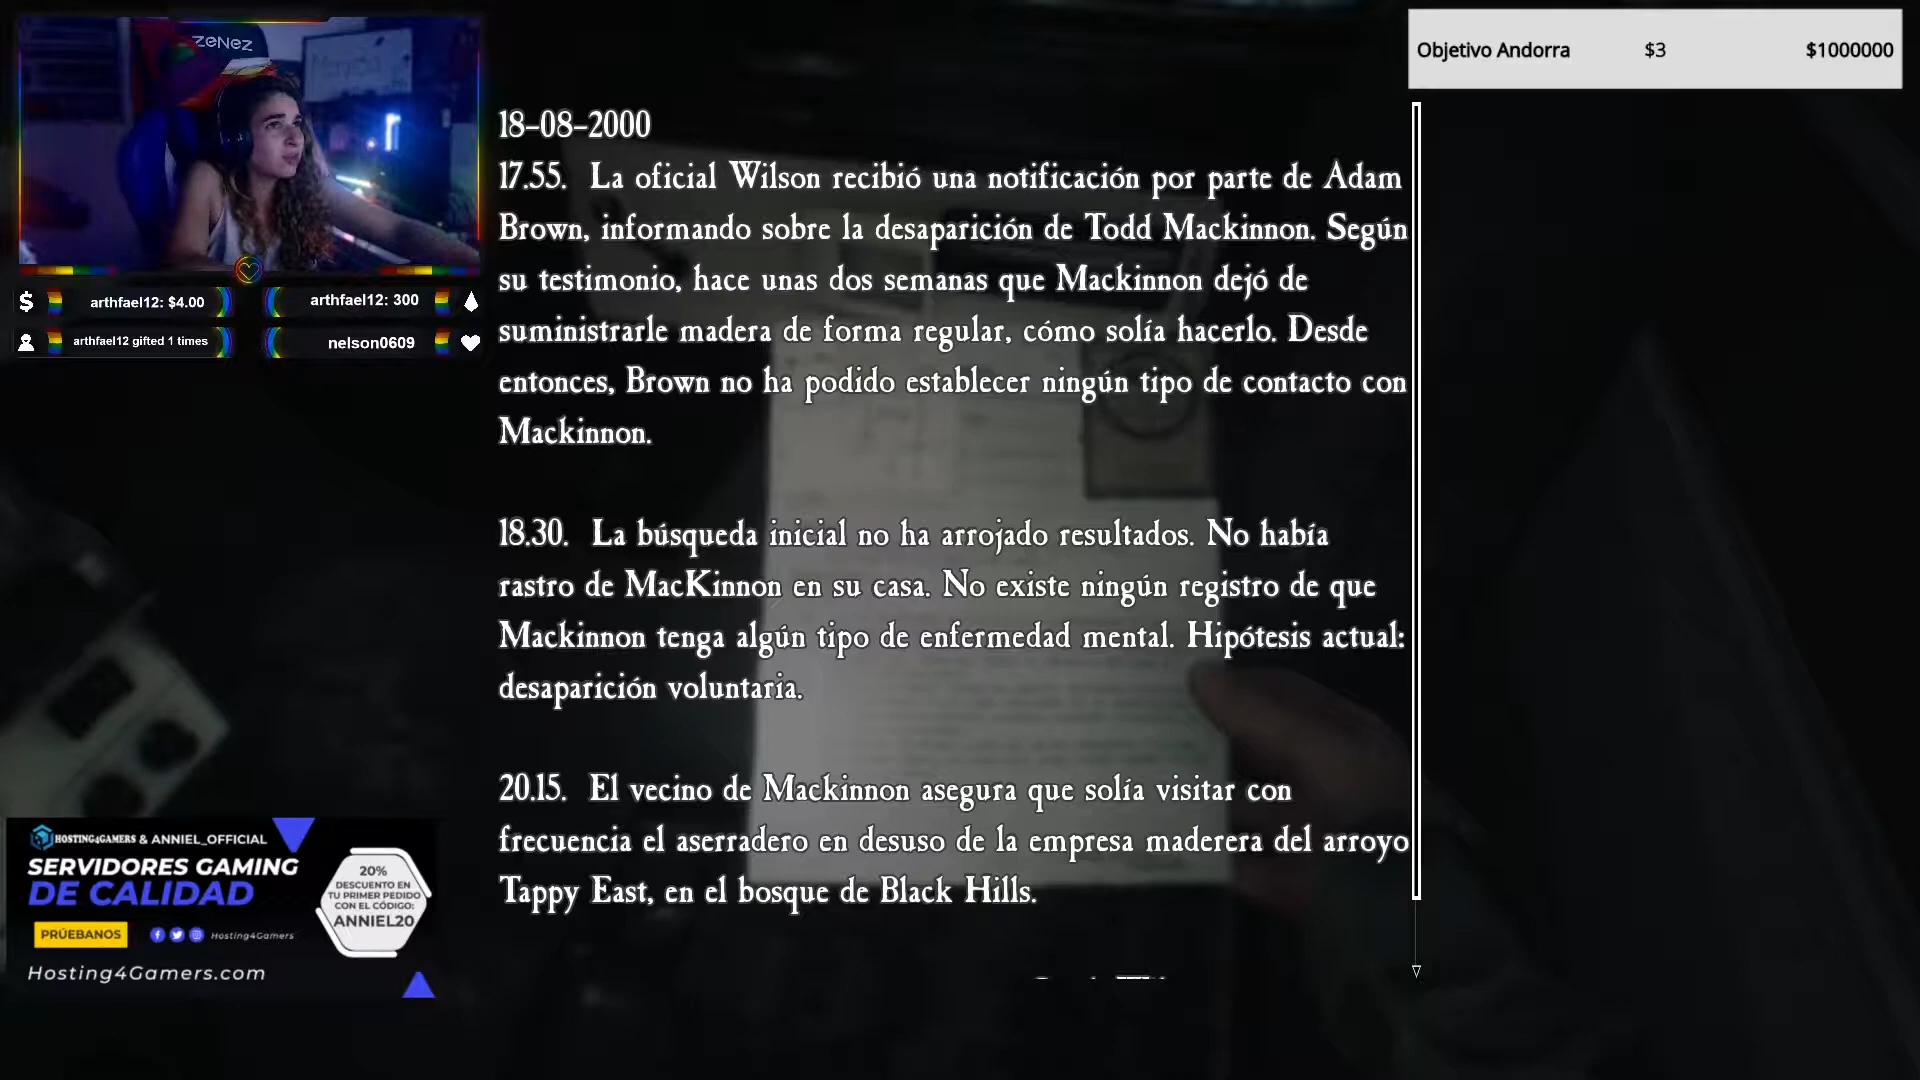 zeNez
Objetivo Andorra $3 $1000000
18-08-2000
17.55. La oficial Wilson recibió una notificación por parte de Adam
Brown, informando sobre la desaparición de Todd Mackinnon. Según
su testimonio, hace unas dos semanas que Mackinnon dejó de
suministrarle madera de forma regular, cómo solía hacerlo. Desde
entonces, Brown no ha podido establecer ningún tipo de contacto con
Mackinnon.
18.30. La búsqueda inicial no ha arrojado resultados. No había
rastro de MacKinnon en su casa. No existe ningún registro de que
Mackinnon tenga algún tipo de enfermedad mental. Hipótesis actual:
desaparición voluntaria.
20.15. El vecino de Mackinnon asegura que solía visitar con
frecuencia el aserradero en desuso de la empresa maderera del arroyo
Tappy East, en el bosque de Black Hills.
$ arthfael12: $4.00
arthfael12: 300
arthfael12 gifted 1 times
nelson0609
HOSTING4GAMERS & ANNIEL_OFFICIAL
SERVIDORES GAMING
DE CALIDAD
PRÚEBANOS
Hosting4Gamers
20%
DESCUENTO EN
TU PRIMER PEDIDO
CON EL CÓDIGO:
ANNIEL20
Hosting4Gamers.com